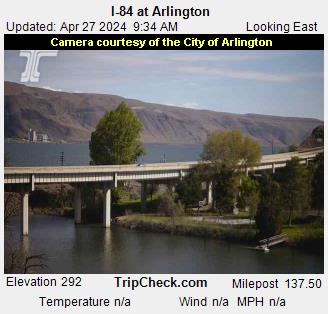 I-84 at Arlington
Updated: Apr 27 2024 9:34 AM Looking East
Camera courtesy of the City of Arlington
Elevation 292 TripCheck.com Milepost 137.50
Temperature n/a Wind n/a MPH n/a